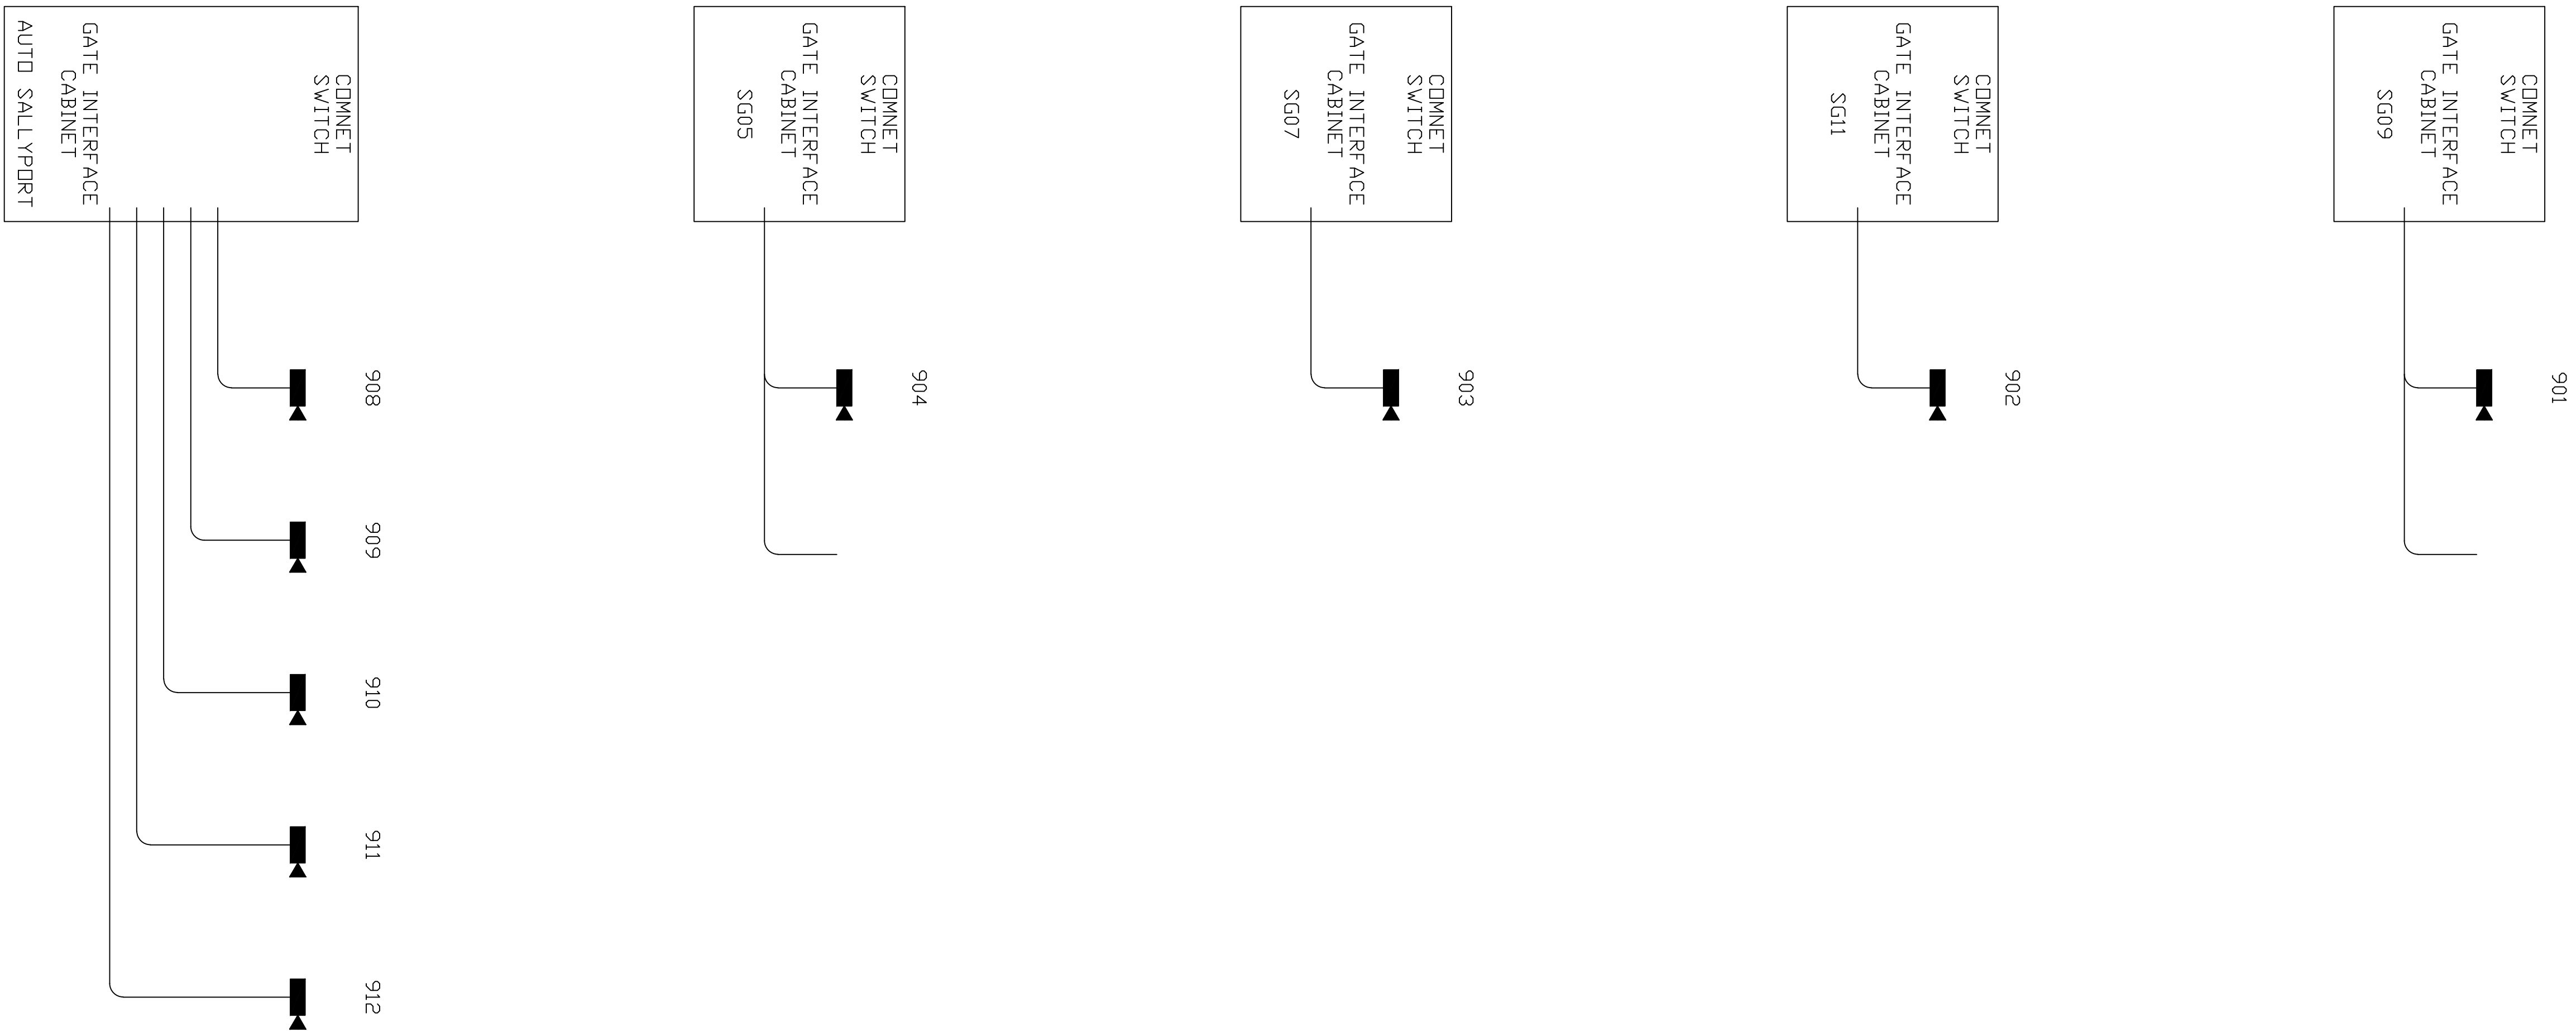 901
COMNET
SWITCH
GATE INTERFACE
CABINET
SG09
902
COMNET
SWITCH
GATE INTERFACE
CABINET
SG11
903
COMNET
SWITCH
GATE INTERFACE
CABINET
SG07
904
COMNET
SWITCH
GATE INTERFACE
CABINET
SG05
908 909 910 911 912
COMNET
SWITCH
GATE INTERFACE
CABINET
AUTO SALLYPORT